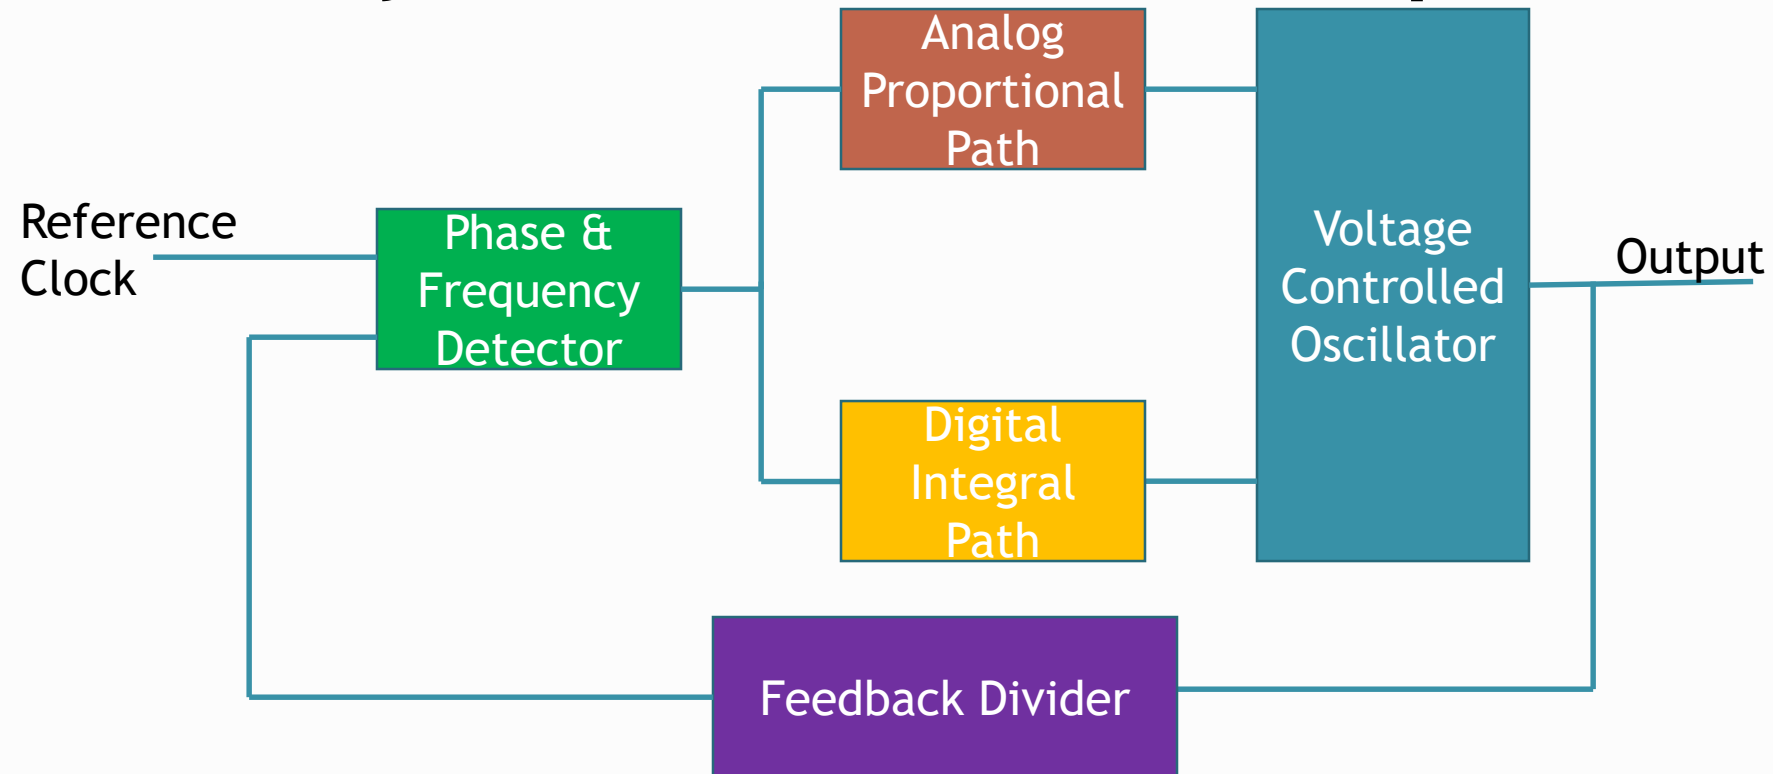 Analog
Proportional
Path
Reference
Clock
Phase &
Frequency
Detector
Voltage
Controlled
Oscillator
Output
Digital
Integral
Path
Feedback Divider